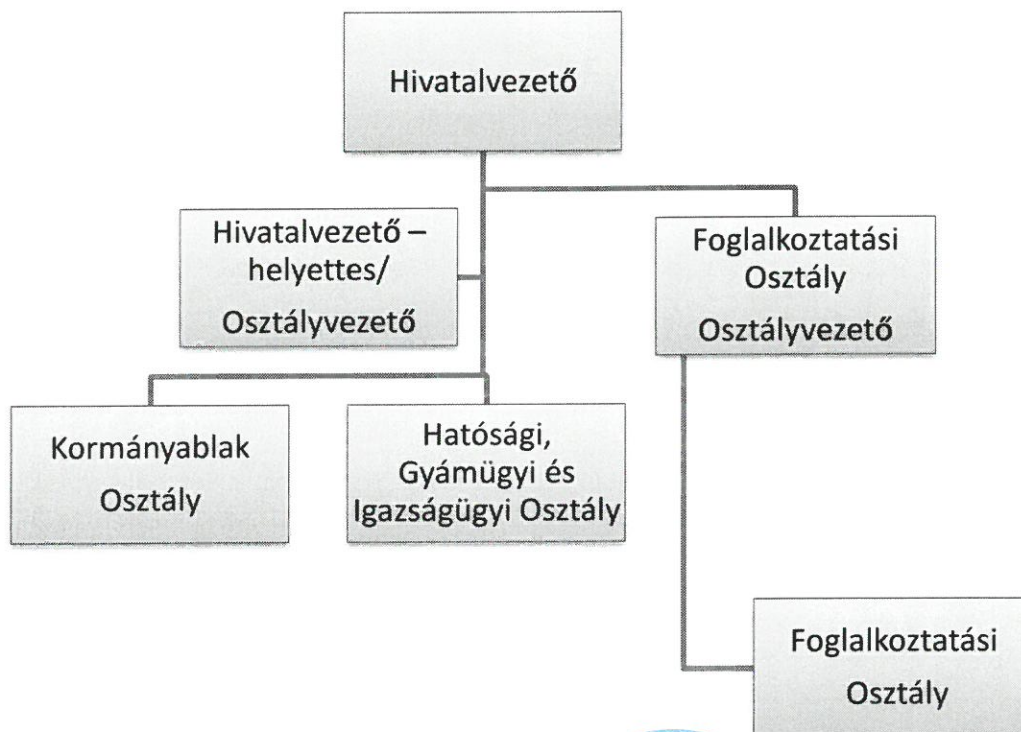 Hivatalvezető
Hivatalvezető –
helyettes/
Osztályvezető
Foglalkoztatási
Osztály
Osztályvezető
Kormányablak
Osztály
Hatósági,
Gyámügyi és
Igazságügyi Osztály
Foglalkoztatási
Osztály